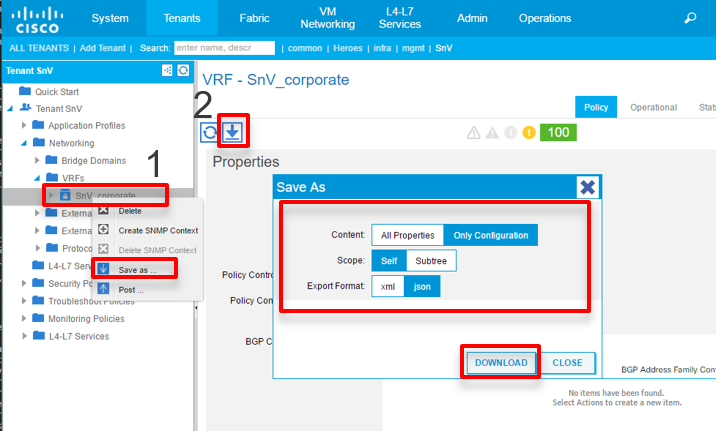 CISCO
System
Tenants
Fabric
VM
Networking
L4-L7
Services
Admin
Operations
ALL TENANTS | Add Tenant | Search: enter name, descr | common | Heroes | infra | mgmt | SnV
Tenant SnV
Quick Start
Tenant SnV
Application Profiles
Networking
Bridge Domains
VRFs
SnV_corporate
Externa
Externa
Protoco
L4-L7 Servic
Security Po
Troubleshoot Policies
Monitoring Policies
L4-L7 Services
1
Delete
Create SNMP Context
Delete SNMP Context
Save as ...
Post ...
VRF - SnV_corporate
2
Policy
Operational
Stats
100
Properties
Policy Contro
Policy Con
BGP C
Save As
Content: All Properties Only Configuration
Scope: Self Subtree
Export Format: xml json
DOWNLOAD CLOSE
BGP Address Family Cont
No items have been found.
Select Actions to create a new item.